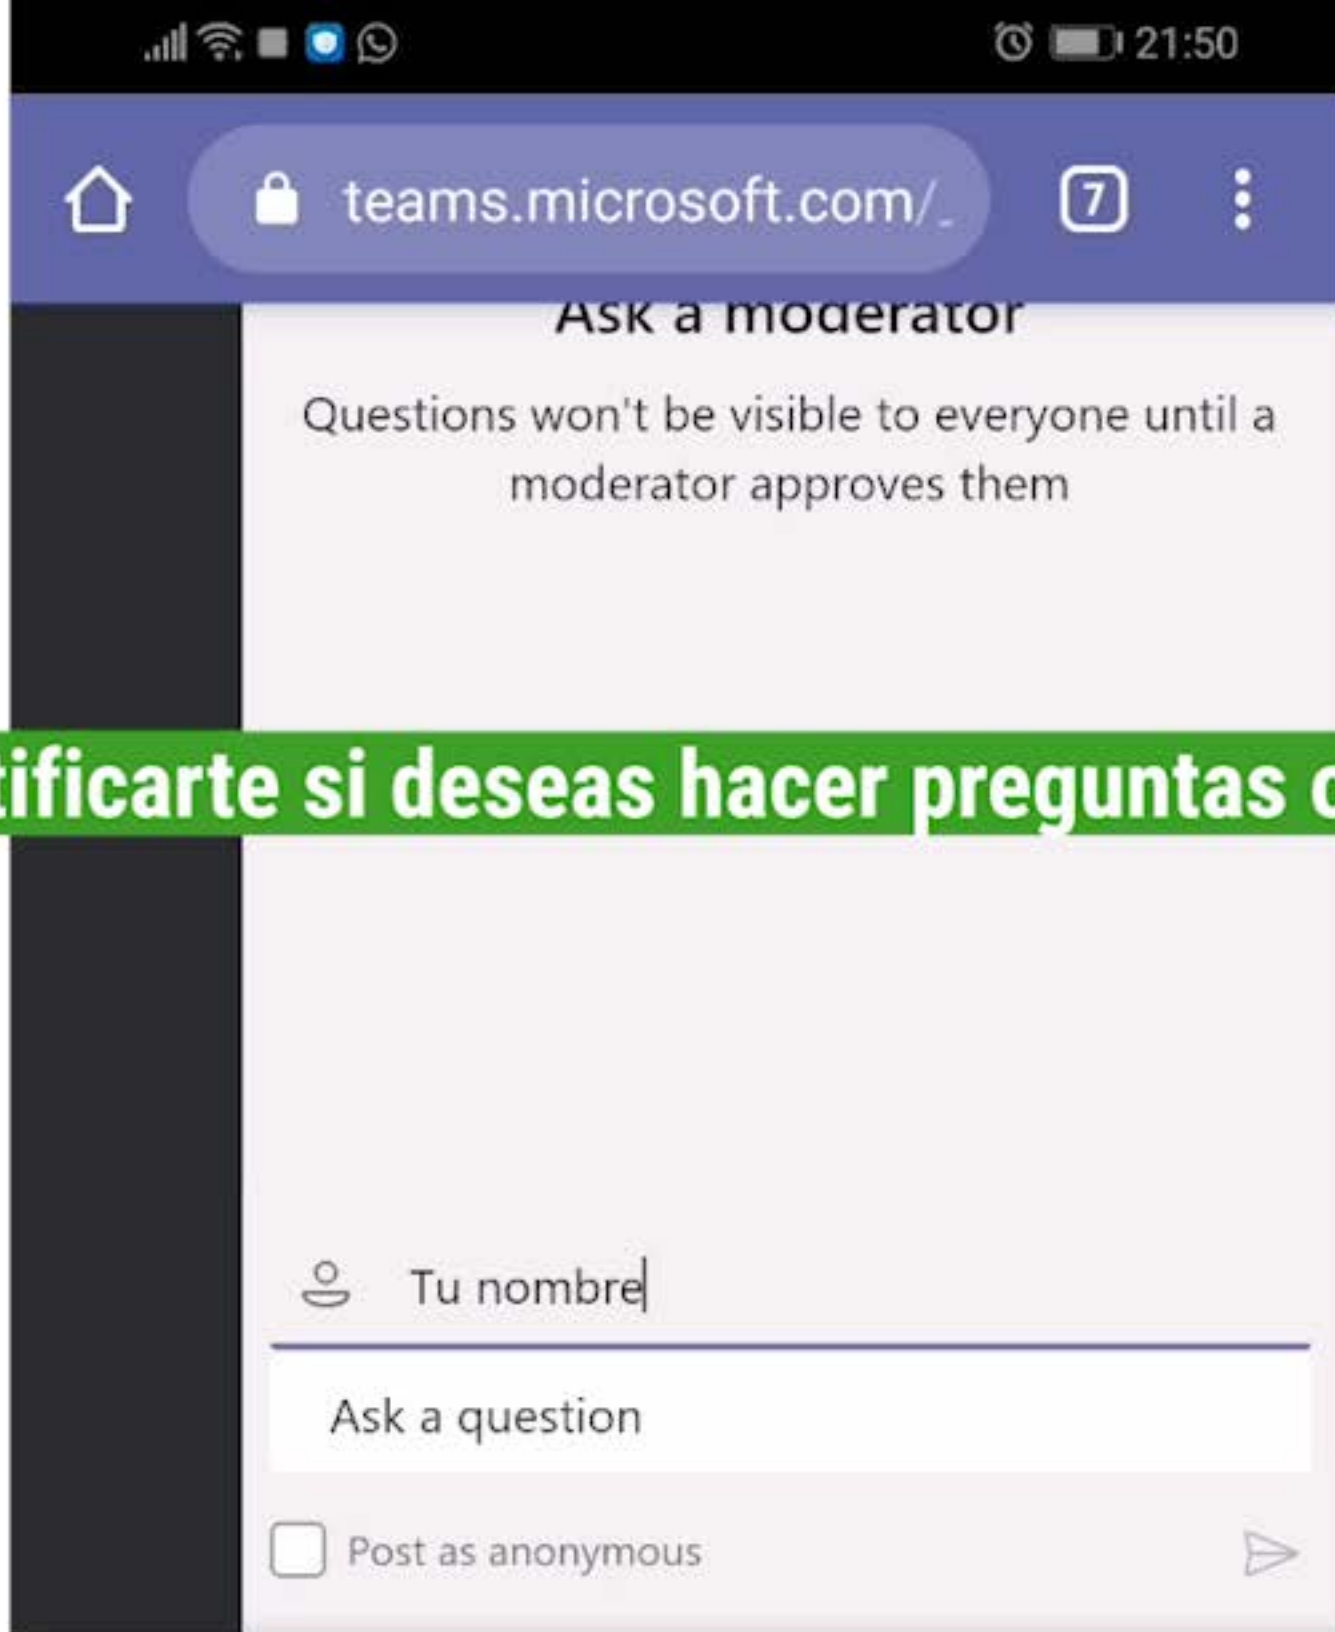 21:50
teams.microsoft.com/_
7
Ask a moderator
Questions won't be visible to everyone until a
moderator approves them
tificarte si deseas hacer preguntas
Tu nombre
Ask a question
Post as anonymous